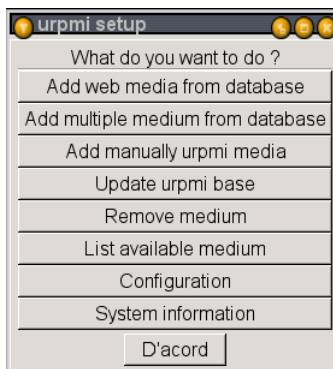 urpmi setup
What do you want to do ?
Add web media from database
Add multiple medium from database
Add manually urpmi media
Update urpmi base
Remove medium
List available medium
Configuration
System information
D'acord